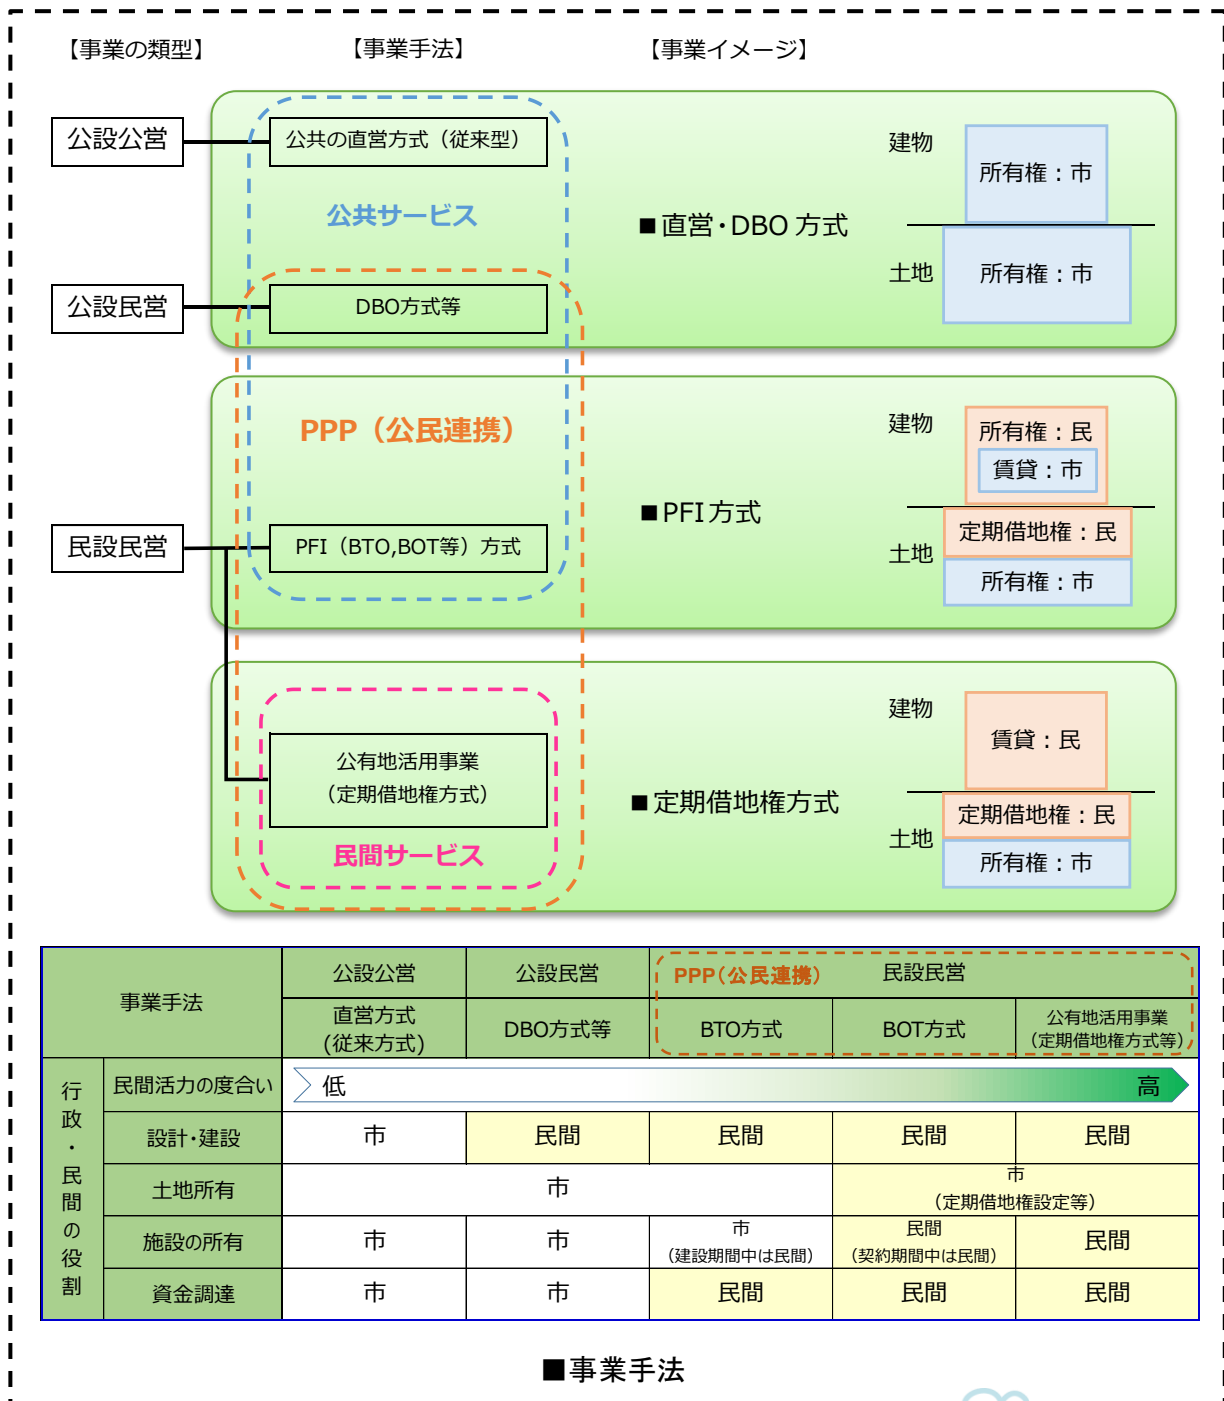 【事業の類型】 【事業手法】 【事業イメージ】
公設公営
公共の直営方式（従来型）
公共サービス
公設民営
DBO方式等
■直営・DBO 方式
建物
所有権：市
土地
所有権：市
PPP（公民連携）
民設民営
PFI（BTO,BOT等）方式
■PFI 方式
建物
所有権：民
賃貸：市
定期借地権：民
土地
所有権：市
公有地活用事業
（定期借地権方式）
民間サービス
■定期借地権方式
建物
賃貸：民
定期借地権：民
土地
所有権：市
事業手法
公設公営 公設民営 PPP(公民連携) 民設民営
直営方式
(従来方式)
DBO方式等
BTO方式
BOT方式
公有地活用事業
（定期借地権方式等）
行政・民間の役割
民間活力の度合い 低 高
設計・建設 市 民間 民間 民間 民間
土地所有 市 市
（定期借地権設定等）
施設の所有 市 市 市
（建設期間中は民間）
民間
（契約期間中は民間）
民間
資金調達 市 市 民間 民間 民間
■事業手法